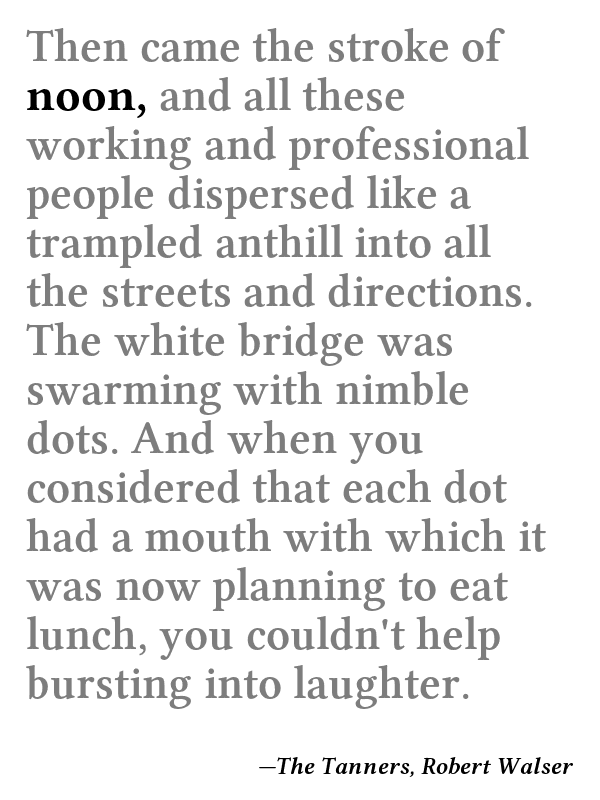 Then came the stroke of
noon, and all these
working and professional
people dispersed like a
trampled anthill into all
the streets and directions.
The white bridge was
swarming with nimble
dots. And when you
considered that each dot
had a mouth with which it
was now planning to eat
lunch, you couldn't help
bursting into laughter.
—The Tanners, Robert Walser